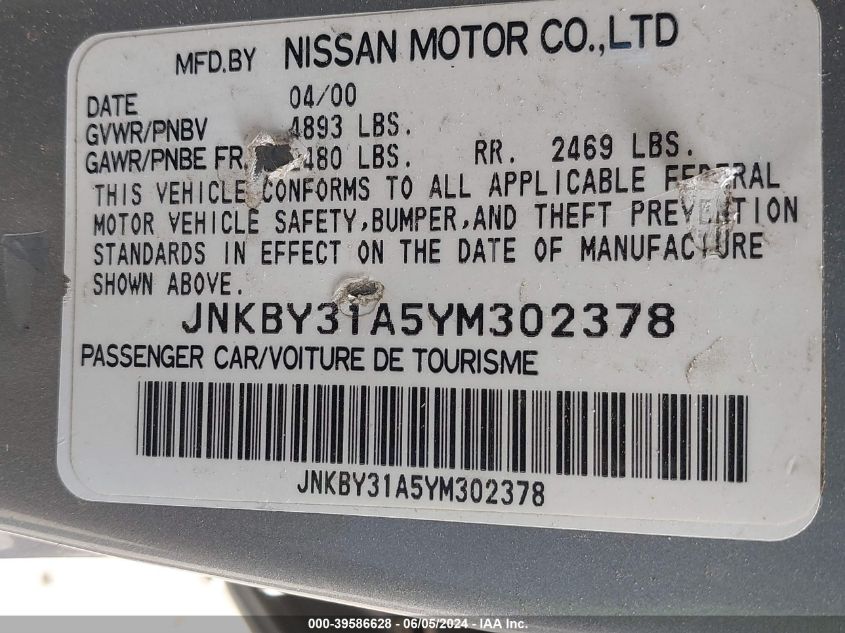 MFD.BY NISSAN MOTOR CO.,LTD
DATE 04/00
GVWR/PNBV 4893 LBS.
GAWR/PNBE FR. 2480 LBS. RR. 2469 LBS.
THIS VEHICLE CONFORMS TO ALL APPLICABLE FEDERAL
MOTOR VEHICLE SAFETY,BUMPER,AND THEFT PREVENTION
STANDARDS IN EFFECT ON THE DATE OF MANUFACTURE
SHOWN ABOVE.
JNKBY31A5YM302378
PASSENGER CAR/VOITURE DE TOURISME
JNKBY31A5YM302378
000-39586628 - 06/05/2024 - IAA Inc.